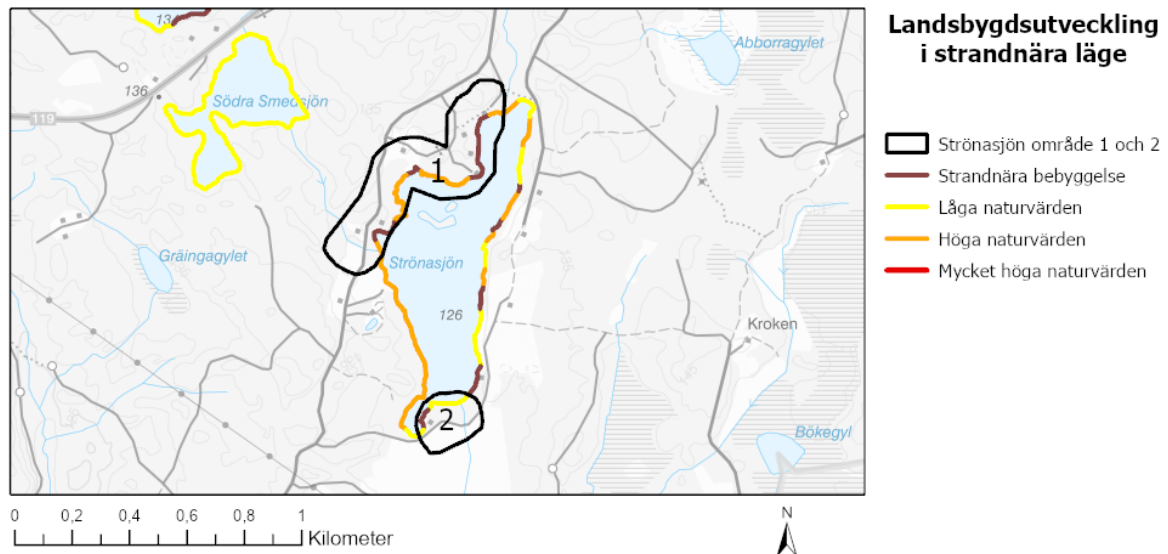 Landsbygdsutveckling
i strandnära läge
Strönasjön område 1 och 2
Strandnära bebyggelse
Låga naturvärden
Höga naturvärden
Mycket höga naturvärden
136
119
Södra Smedsjön
135
Abborragylet
1
Gräingagylet
Strönasjön
126
135
Kroken
2
Bökegyl
0
0,2
0,4
0,6
0,8
1
Kilometer
N